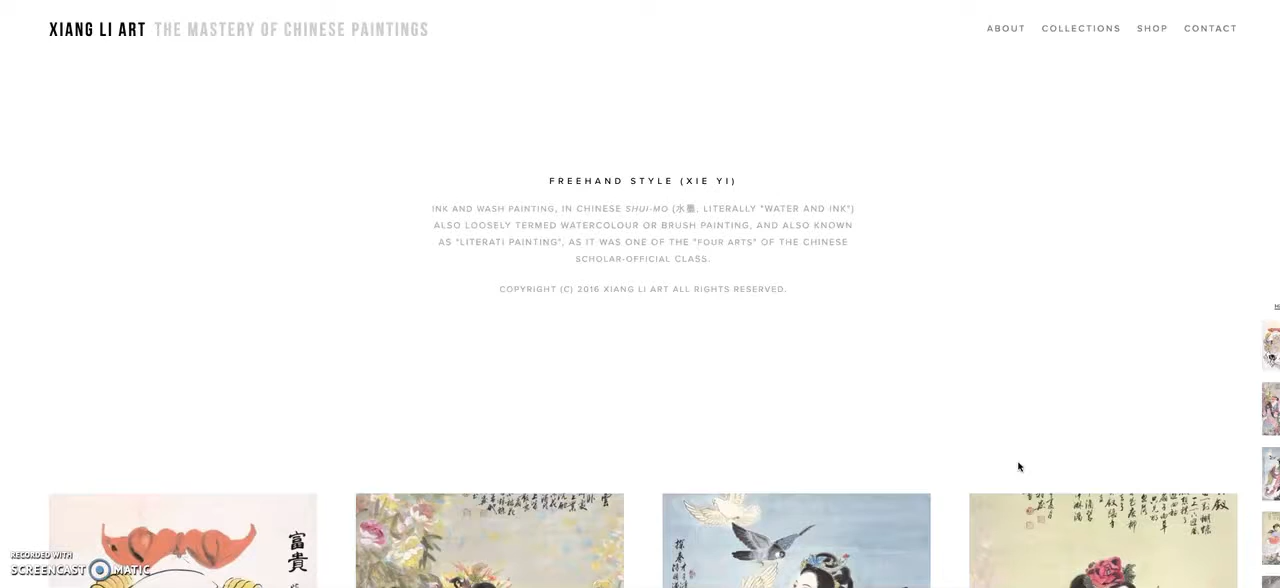 XIANG LI ART THE MASTERY OF CHINESE PAINTINGS
ABOUT COLLECTIONS SHOP CONTACT
FREEHAND STYLE (XIE YI)
INK AND WASH PAINTING, IN CHINESE SHUI-MO (水墨, LITERALLY "WATER AND INK")
ALSO LOOSELY TERMED WATERCOLOUR OR BRUSH PAINTING, AND ALSO KNOWN
AS "LITERATI PAINTING", AS IT WAS ONE OF THE "FOUR ARTS" OF THE CHINESE
SCHOLAR-OFFICIAL CLASS.
COPYRIGHT (C) 2016 XIANG LI ART ALL RIGHTS RESERVED.
富貴
RECORDED WITH
SCREENCAST O MATIC